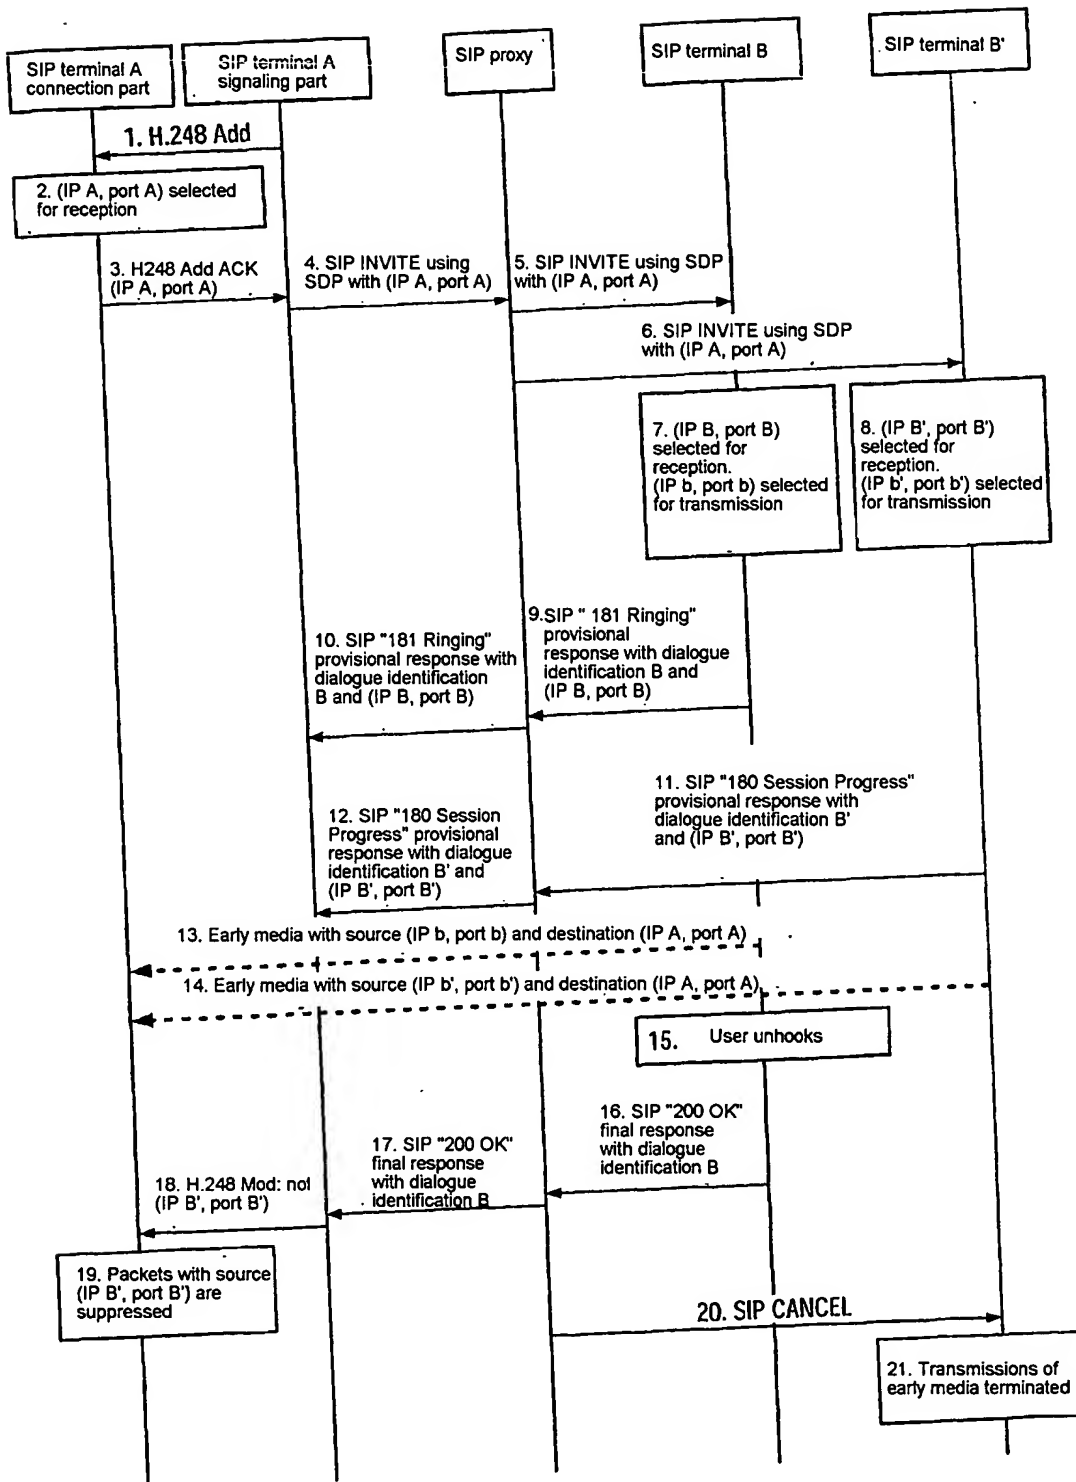 SIP terminal A
connection part
SIP terminal A
signaling part
SIP proxy
SIP terminal B
SIP terminal B'
1. H.248 Add
2. (IP A, port A) selected
for reception
3. H248 Add ACK
(IP A, port A)
4. SIP INVITE using
SDP with (IP A, port A)
5. SIP INVITE using SDP
with (IP A, port A)
6. SIP INVITE using SDP
with (IP A, port A)
7. (IP B, port B)
selected for
reception.
(IP b, port b) selected
for transmission
8. (IP B', port B')
selected for
reception.
(IP b', port b') selected
for transmission
9.SIP " 181 Ringing"
provisional
response with dialogue
identification B and
(IP B, port B)
10. SIP "181 Ringing"
provisional response with
dialogue identification
B and (IP B, port B)
11. SIP "180 Session Progress"
provisional response with
dialogue identification B'
and (IP B', port B')
12. SIP "180 Session
Progress" provisional
response with dialogue
identification B' and
(IP B', port B')
13. Early media with source (IP b, port b) and destination (IP A, port A)
14. Early media with source (IP b', port b') and destination (IP A, port A)
15. User unhooks
16. SIP "200 OK"
final response
with dialogue
identification B
17. SIP "200 OK"
final response
with dialogue
identification B
18. H.248 Mod: not
(IP B', port B')
19. Packets with source
(IP B', port B') are
suppressed
20. SIP CANCEL
21. Transmissions of
early media terminated